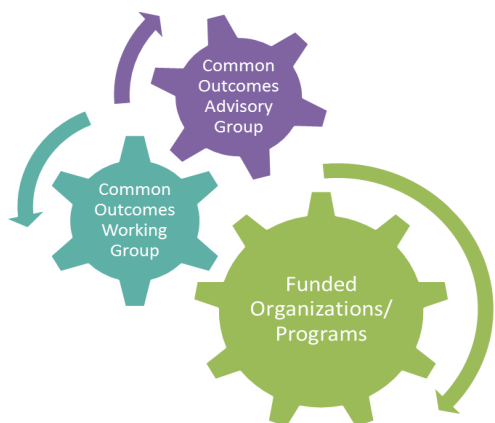 Common
Outcomes
Advisory
Group
Common
Outcomes
Working
Group
Funded
Organizations/
Programs